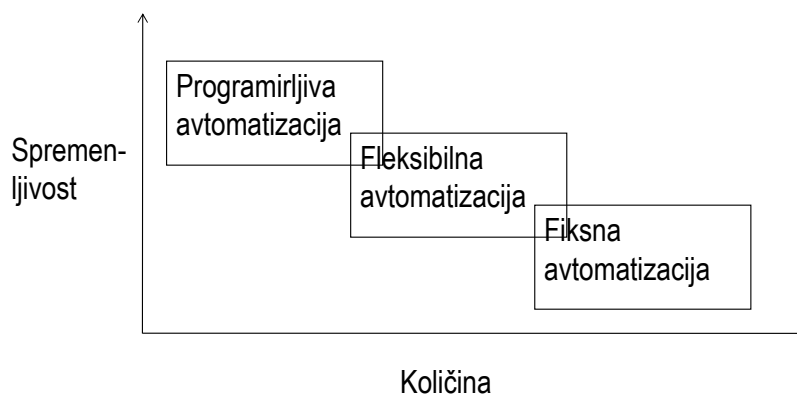 Programirljiva
avtomatizacija
Spremen-
ljivost
Fleksibilna
avtomatizacija
Fiksna
avtomatizacija
Količina